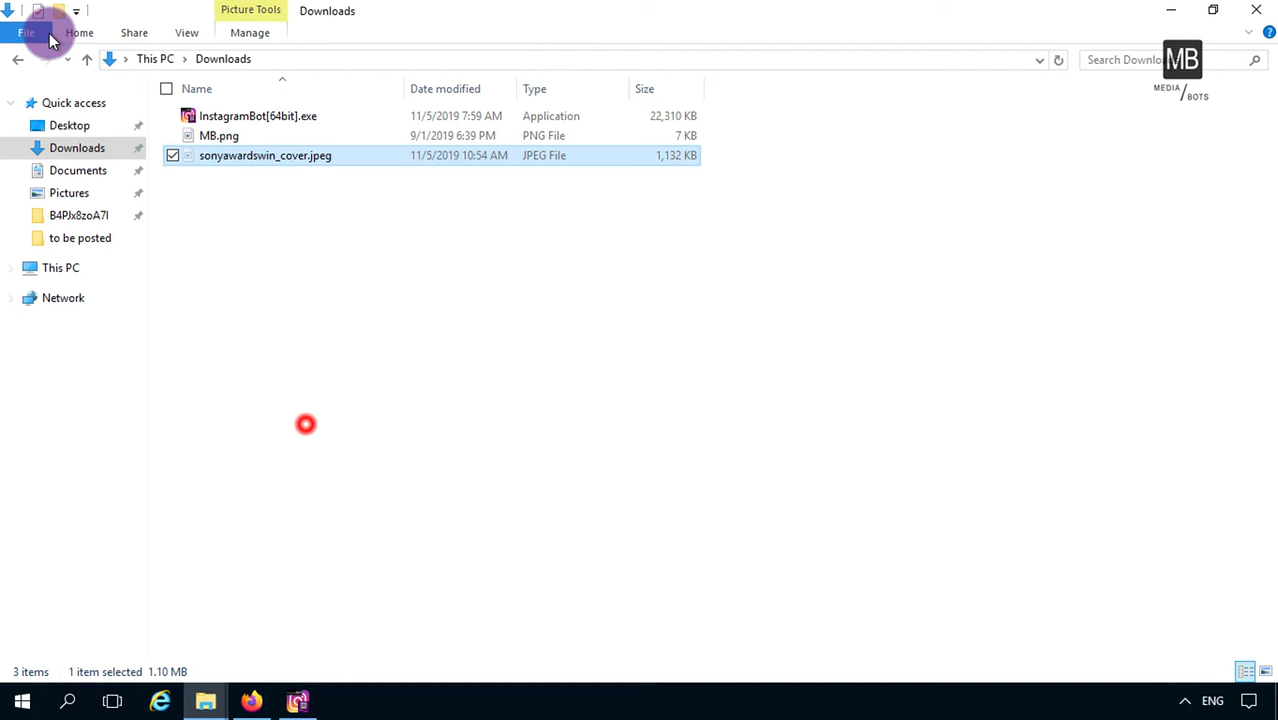 Picture Tools Downloads
File Home Share View Manage
This PC Downloads Search Downlo
MB
MEDIA/BOTS
Name Date modified Type Size
Quick access
Desktop
Downloads
Documents
Pictures
B4PJx8zoA7I
to be posted
This PC
Network
InstagramBot[64bit].exe 11/5/2019 7:59 AM Application 22,310 KB
MB.png 9/1/2019 6:39 PM PNG File 7 KB
sonyawardswin_cover.jpeg 11/5/2019 10:54 AM JPEG File 1,132 KB
3 items 1 item selected 1.10 MB
ENG